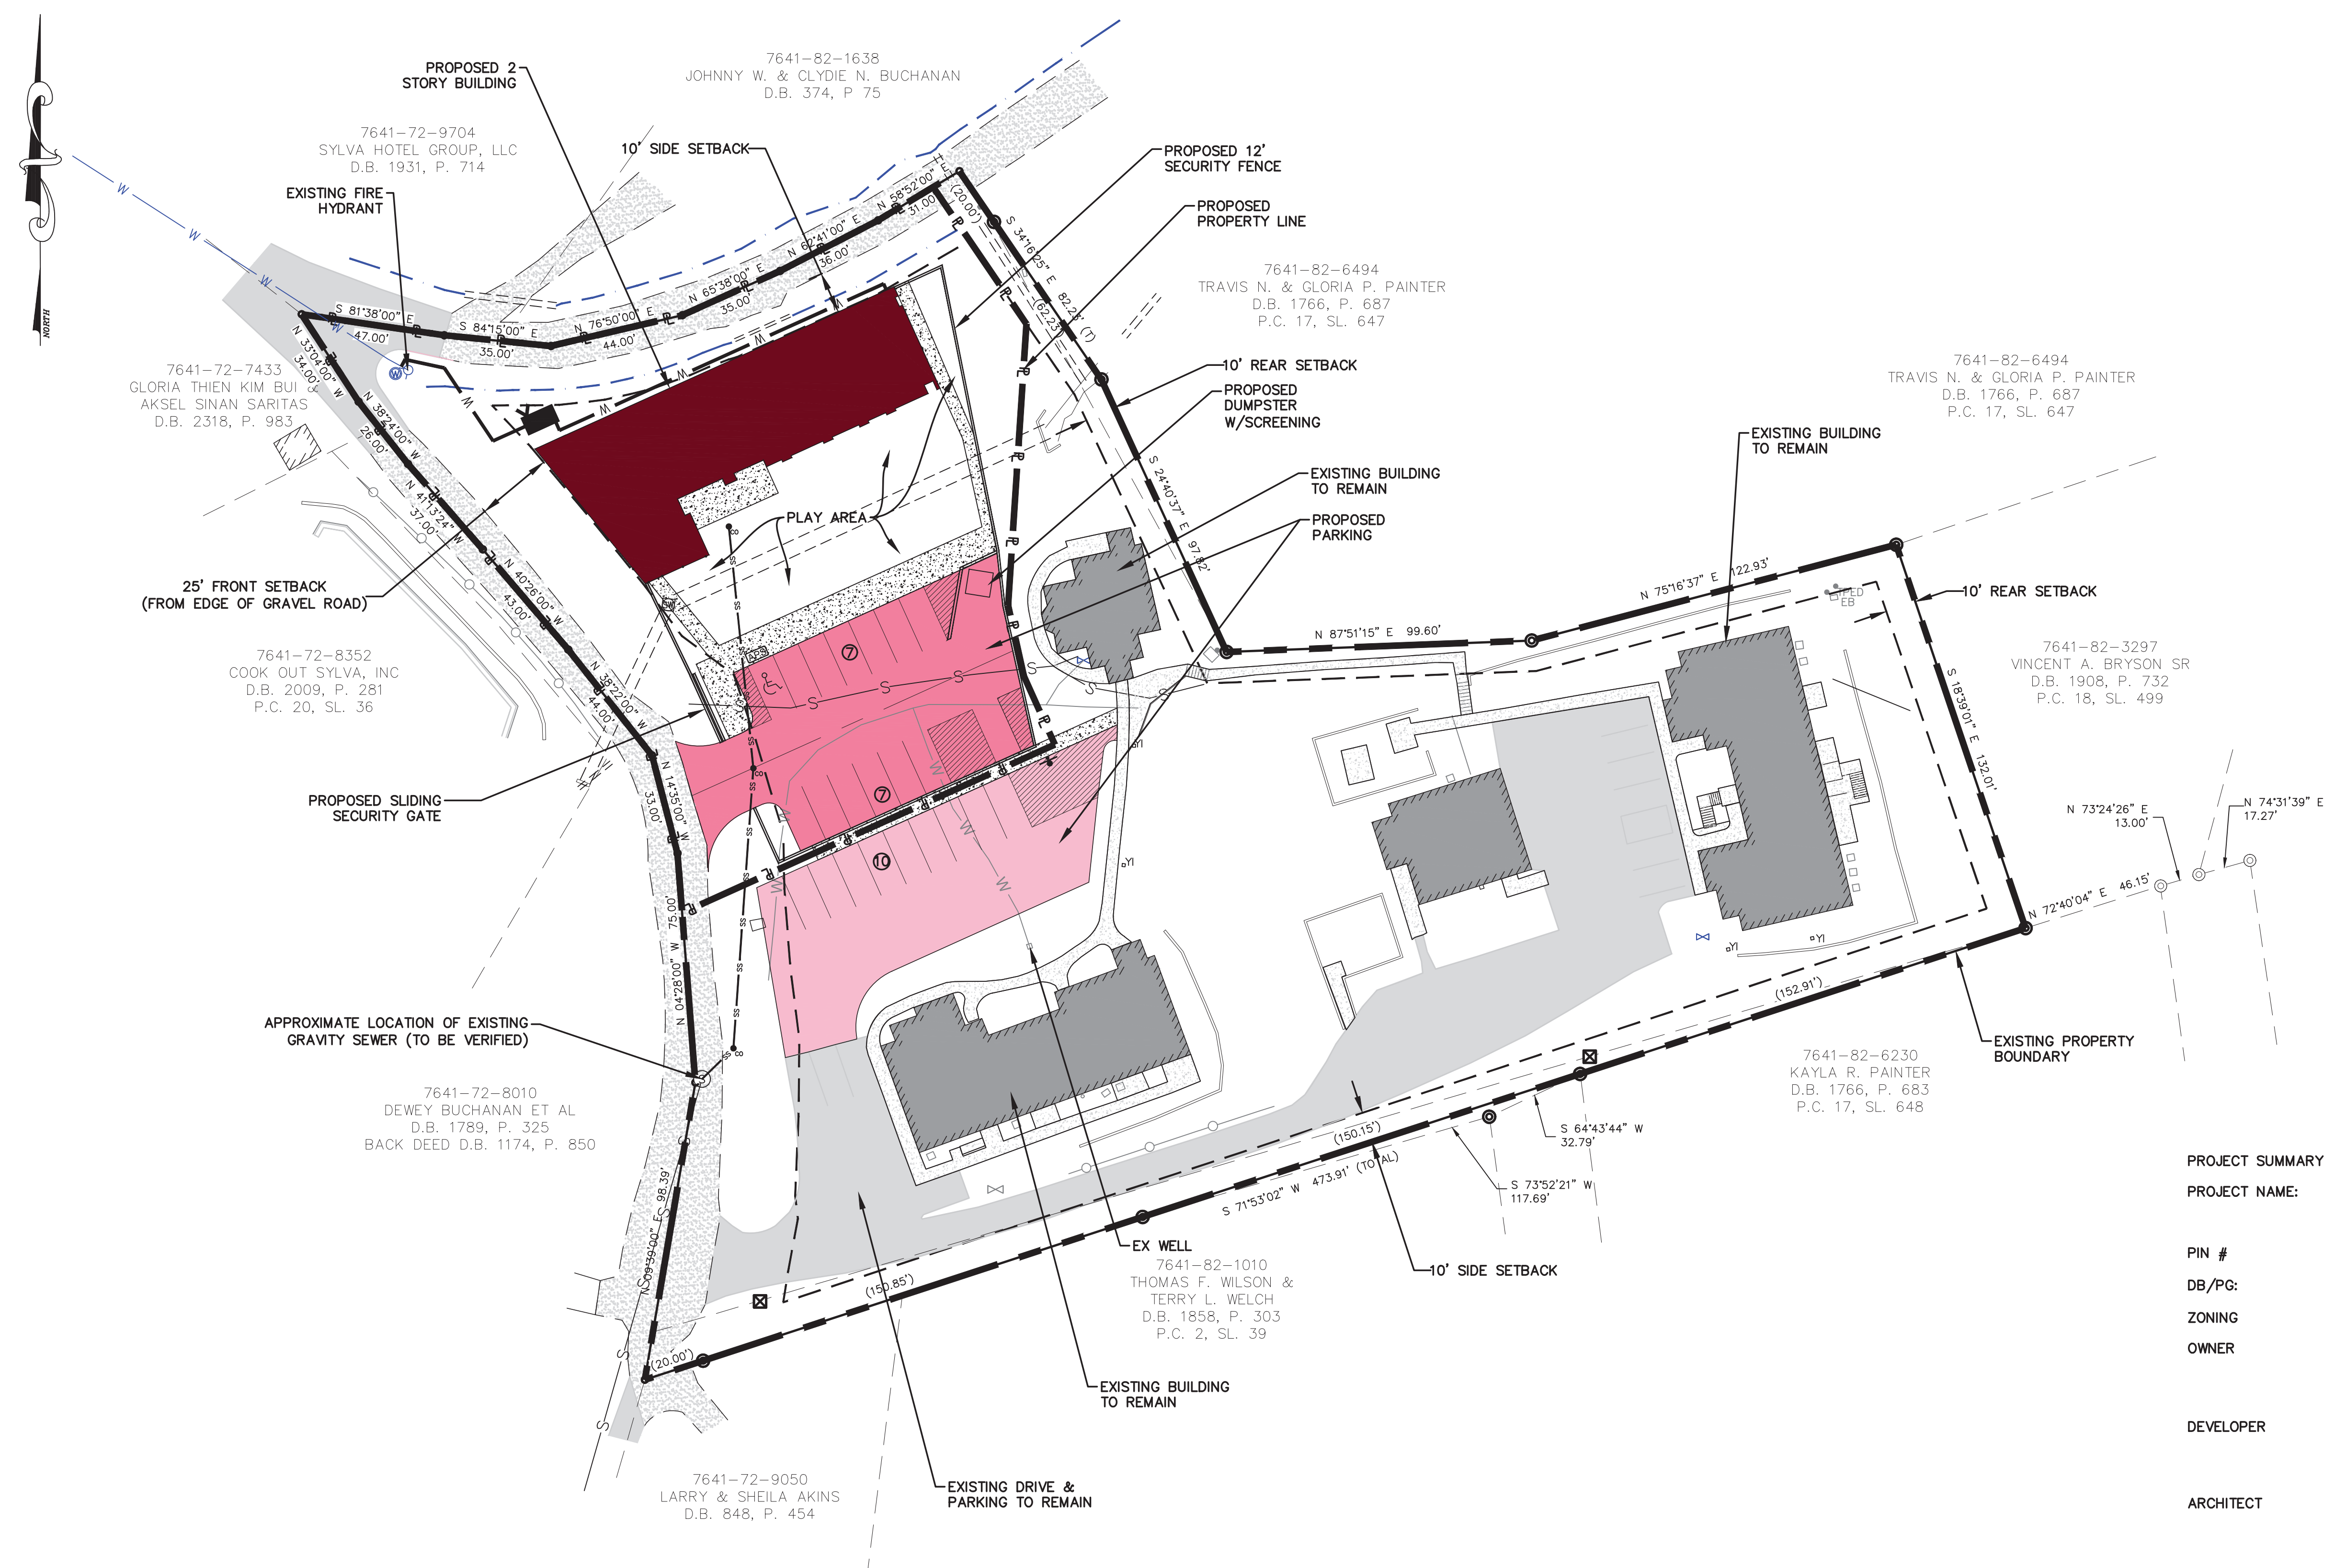 7641-82-1638
JOHNNY W. & CLYDIE N. BUCHANAN
D.B. 374, P 75
PROPOSED 2
STORY BUILDING
7641-72-9704
SYLVA HOTEL GROUP, LLC
D.B. 1931, P. 714
10' SIDE SETBACK
PROPOSED 12'
SECURITY FENCE
EXISTING FIRE
HYDRANT
PROPOSED
PROPERTY LINE
NORTH
7641-82-6494
TRAVIS N. & GLORIA P. PAINTER
D.B. 1766, P. 687
P.C. 17, SL. 647
N 58°52'00" E
31.00'
(20.00')
N 62°41'00" E
36.00'
S 34°16'25" E 82.23' (T)
(62.23')
N 65°38'00" E
35.00'
S 81°38'00" E
47.00'
S 84°15'00" E
35.00'
N 76°50'00" E
44.00'
N 33°04'00" W
34.00'
7641-72-7433
GLORIA THIEN KIM BUI &
AKSEL SINAN SARITAS
D.B. 2318, P. 983
10' REAR SETBACK
PROPOSED
DUMPSTER
W/SCREENING
7641-82-6494
TRAVIS N. & GLORIA P. PAINTER
D.B. 1766, P. 687
P.C. 17, SL. 647
N 38°24'00" W
26.00'
EXISTING BUILDING
TO REMAIN
EXISTING BUILDING
TO REMAIN
N 41°13'24" W
37.00'
S 24°40'37" E 97.82'
PLAY AREA
PROPOSED
PARKING
25' FRONT SETBACK
(FROM EDGE OF GRAVEL ROAD)
N 40°26'00" W
43.00'
N 75°16'37" E 122.93'
10' REAR SETBACK
TPED
EB
N 87°51'15" E 99.60'
7641-72-8352
COOK OUT SYLVA, INC
D.B. 2009, P. 281
P.C. 20, SL. 36
APS
7
7641-82-3297
VINCENT A. BRYSON SR
D.B. 1908, P. 732
P.C. 18, SL. 499
N 38°22'00" W
44.00'
S 18°39'01" E 132.01'
CO
PROPOSED SLIDING
SECURITY GATE
N 14°35'00" W
33.00'
7
N 73°24'26" E
13.00'
N 74°31'39" E
17.27'
10
N 72°40'04" E 46.15'
N 04°28'00" W 75.00'
(152.91')
APPROXIMATE LOCATION OF EXISTING
GRAVITY SEWER (TO BE VERIFIED)
EXISTING PROPERTY
BOUNDARY
7641-82-6230
KAYLA R. PAINTER
D.B. 1766, P. 683
P.C. 17, SL. 648
7641-72-8010
DEWEY BUCHANAN ET AL
D.B. 1789, P. 325
BACK DEED D.B. 1174, P. 850
S 64°43'44" W
32.79'
(150.15')
S 71°53'02" W 473.91' (TOTAL)
S 73°52'21" W
117.69'
N 09°39'00" E 98.39'
PROJECT SUMMARY
PROJECT NAME:
EX WELL
7641-82-1010
THOMAS F. WILSON &
TERRY L. WELCH
D.B. 1858, P. 303
P.C. 2, SL. 39
10' SIDE SETBACK
PIN #
DB/PG:
(150.85')
ZONING
OWNER
(20.00')
EXISTING BUILDING
TO REMAIN
DEVELOPER
7641-72-9050
LARRY & SHEILA AKINS
D.B. 848, P. 454
EXISTING DRIVE &
PARKING TO REMAIN
ARCHITECT